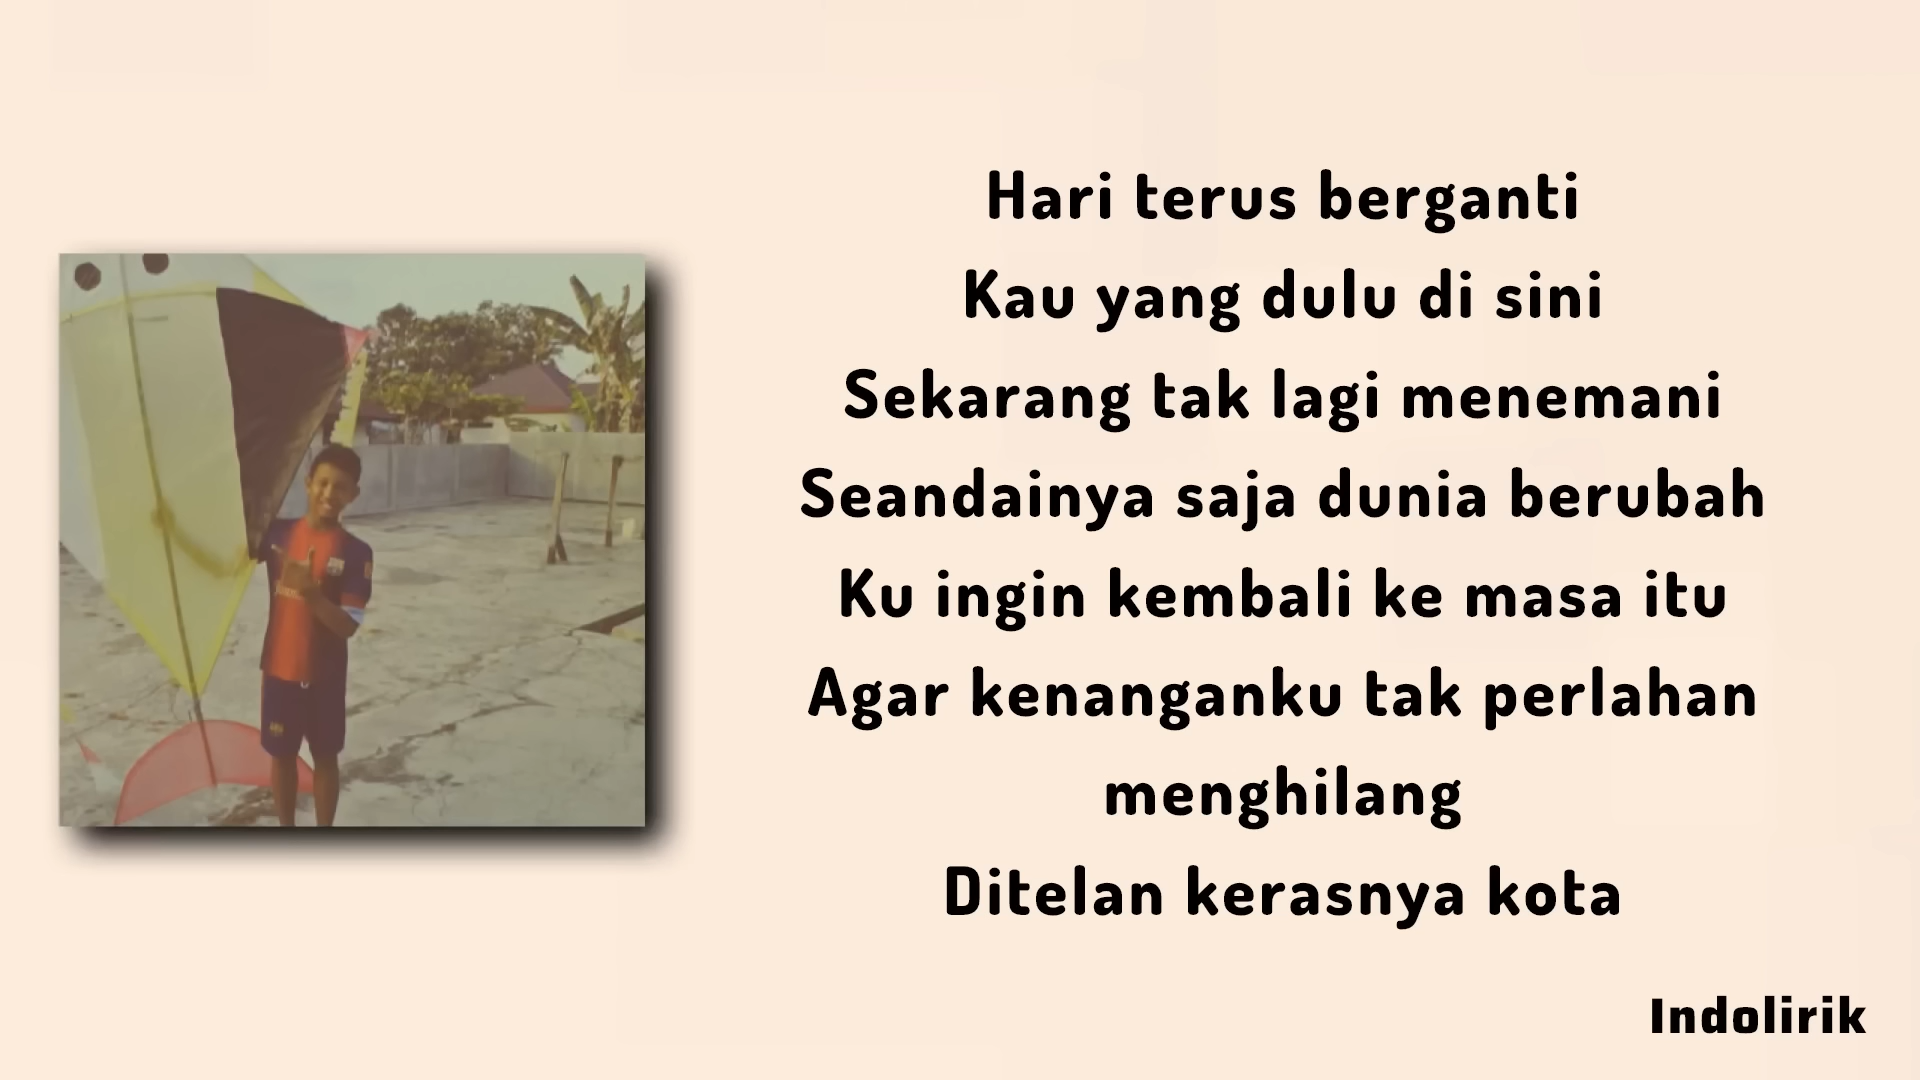 Hari terus berganti
Kau yang dulu di sini
Sekarang tak lagi menemani
Seandainya saja dunia berubah
Ku ingin kembali ke masa itu
Agar kenanganku tak perlahan
menghilang
Ditelan kerasnya kota
Indolirik